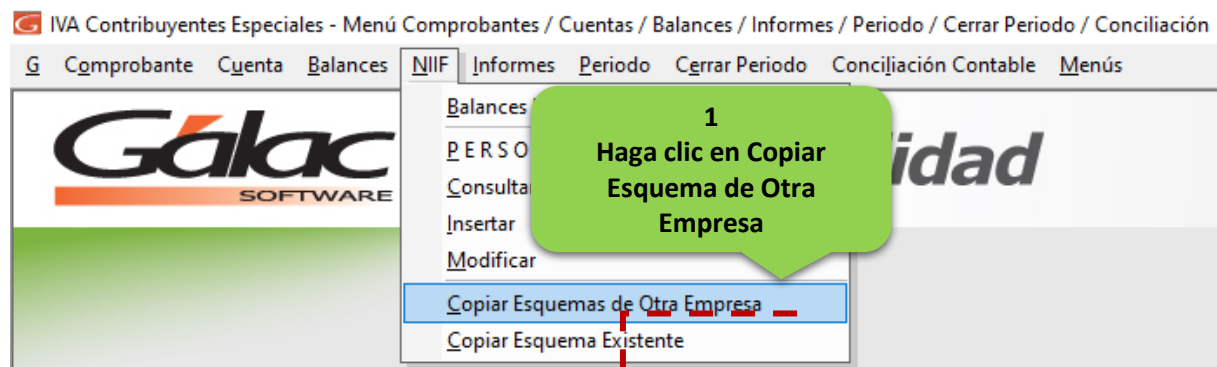 IVA Contribuyentes Especiales - Menú Comprobantes / Cuentas / Balances / Informes / Periodo / Cerrar Periodo / Conciliación
G Comprobante Cuenta Balances NIIF Informes Periodo Cerrar Periodo Conciliación Contable Menús
Gálac
SOFTWARE
Balances
PERSO
Consultar
Insertar
Modificar
Copiar Esquemas de Otra Empresa
Copiar Esquema Existente
1
Haga clic en Copiar
Esquema de Otra
Empresa
idad